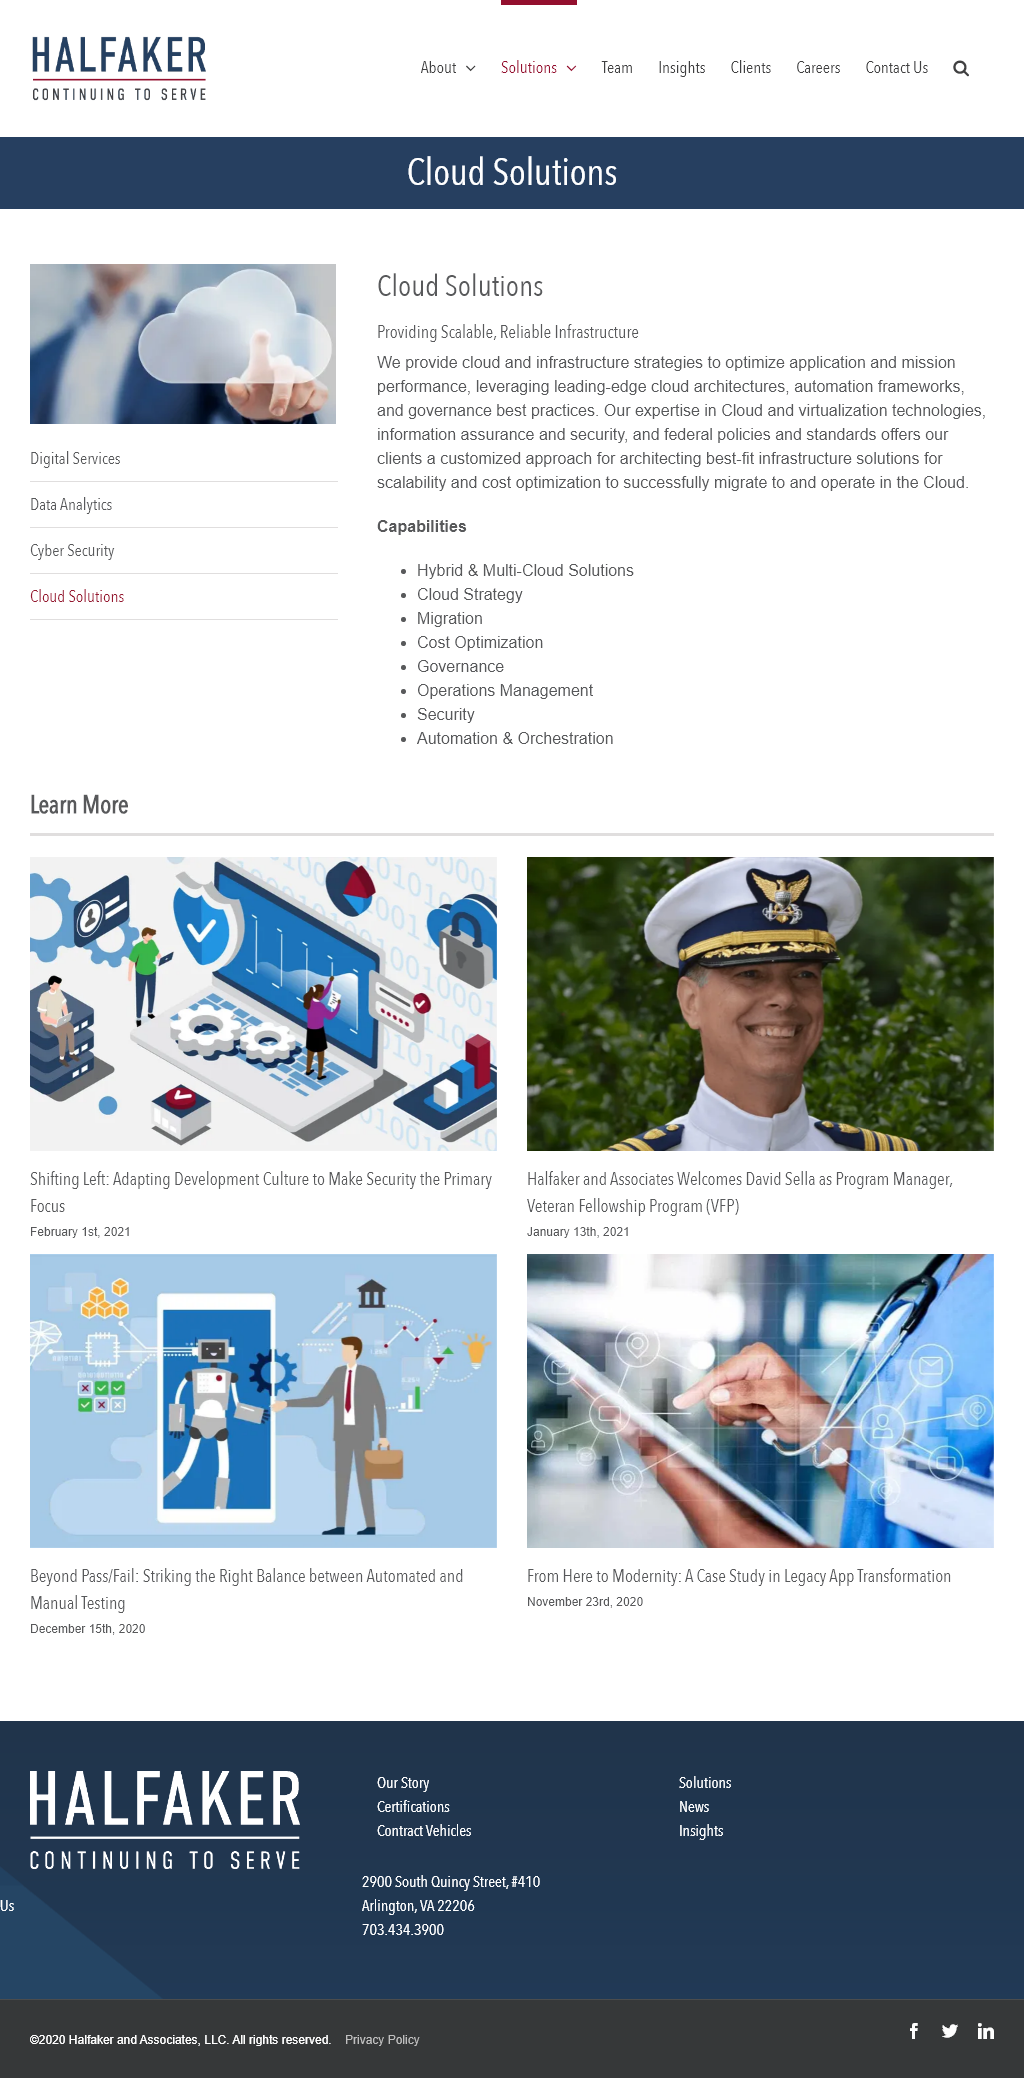 HALFAKER
CONTINUING TO SERVE
About
Solutions
Team
Insights
Clients
Careers
Contact Us
Cloud Solutions
Digital Services
Data Analytics
Cyber Security
Cloud Solutions
Cloud Solutions
Providing Scalable, Reliable Infrastructure
We provide cloud and infrastructure strategies to optimize application and mission
performance, leveraging leading-edge cloud architectures, automation frameworks,
and governance best practices. Our expertise in Cloud and virtualization technologies,
information assurance and security, and federal policies and standards offers our
clients a customized approach for architecting best-fit infrastructure solutions for
scalability and cost optimization to successfully migrate to and operate in the Cloud.
Capabilities
• Hybrid & Multi-Cloud Solutions
• Cloud Strategy
• Migration
• Cost Optimization
• Governance
• Operations Management
• Security
• Automation & Orchestration
Learn More
Shifting Left: Adapting Development Culture to Make Security the Primary
Focus
February 1st, 2021
Halfaker and Associates Welcomes David Sella as Program Manager,
Veteran Fellowship Program (VFP)
January 13th, 2021
Beyond Pass/Fail: Striking the Right Balance between Automated and
Manual Testing
December 15th, 2020
From Here to Modernity: A Case Study in Legacy App Transformation
November 23rd, 2020
HALFAKER
CONTINUING TO SERVE
Us
Our Story
Certifications
Contract Vehicles
Solutions
News
Insights
2900 South Quincy Street, #410
Arlington, VA 22206
703.434.3900
©2020 Halfaker and Associates, LLC. All rights reserved. Privacy Policy